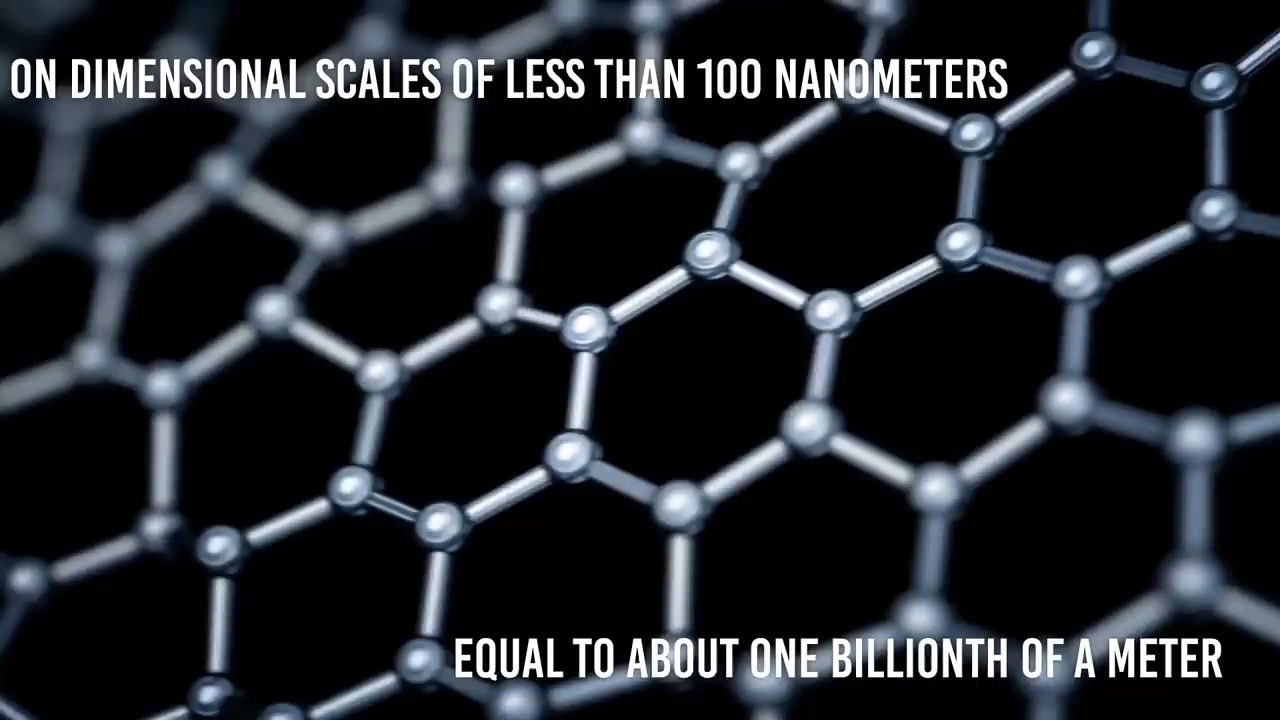 ON DIMENSIONAL SCALES OF LESS THAN 100 NANOMETERS
EQUAL TO ABOUT ONE BILLIONTH OF A METER